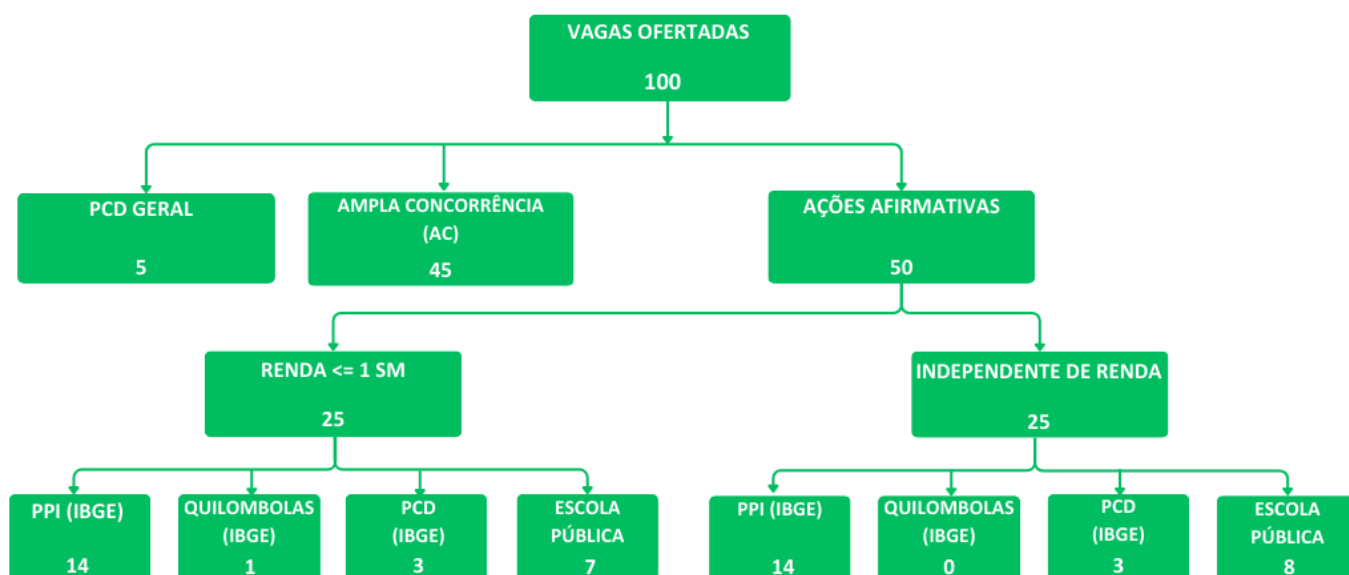 VAGAS OFERTADAS
100
PCD GERAL
5
AMPLA CONCORRÊNCIA
(AC)
45
AÇÕES AFIRMATIVAS
50
RENDA <= 1 SM
25
INDEPENDENTE DE RENDA
25
PPI (IBGE)
14
QUILOMBOLAS
(IBGE)
1
PCD
(IBGE)
3
ESCOLA
PÚBLICA
7
PPI (IBGE)
14
QUILOMBOLAS
(IBGE)
0
PCD
(IBGE)
3
ESCOLA
PÚBLICA
8